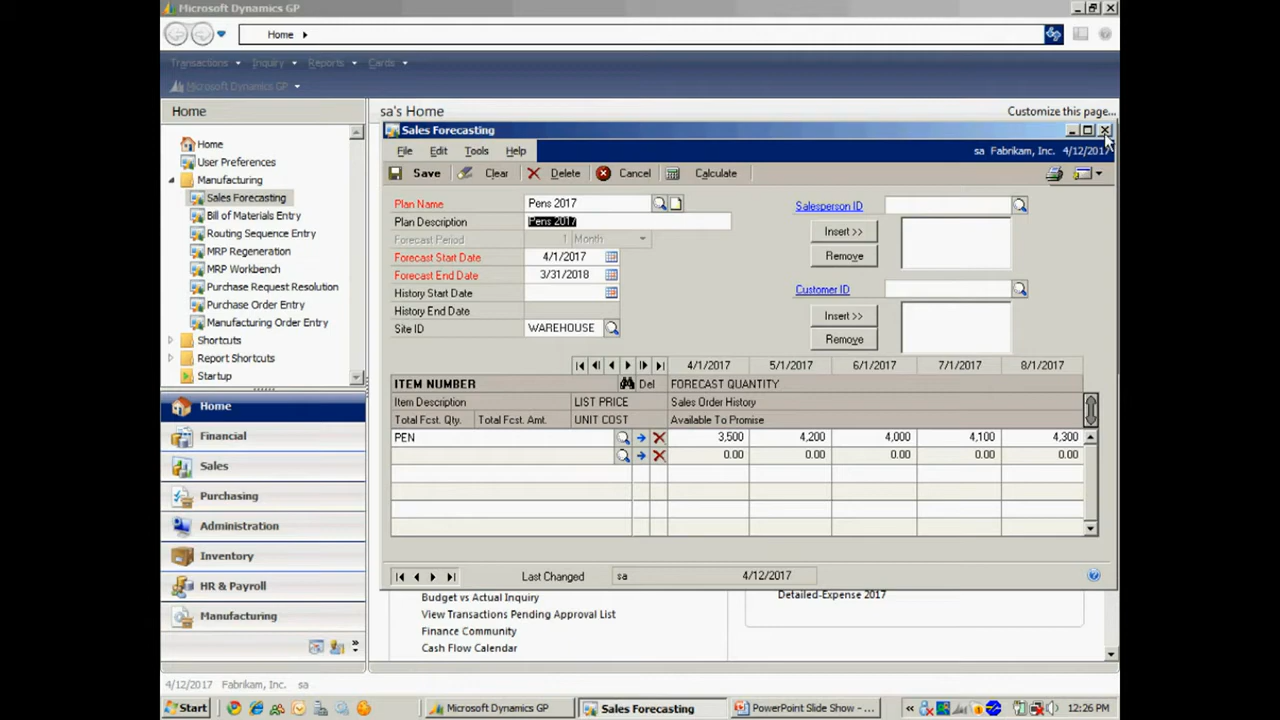 Microsoft Dynamics GP
Home
Transactions Inquiry Reports Cards
Microsoft Dynamics GP
Home
Home
User Preferences
Manufacturing
Sales Forecasting
Bill of Materials Entry
Routing Sequence Entry
MRP Regeneration
MRP Workbench
Purchase Request Resolution
Purchase Order Entry
Manufacturing Order Entry
Shortcuts
Report Shortcuts
Startup
Home
Financial
Sales
Purchasing
Administration
Inventory
HR & Payroll
Manufacturing
sa's Home
Customize this page...
Sales Forecasting
File Edit Tools Help
sa Fabrikam, Inc. 4/12/2017
Save Clear Delete Cancel Calculate
Plan Name Pens 2017
Plan Description Pens 2017
Forecast Period 1 Month
Forecast Start Date 4/1/2017
Forecast End Date 3/31/2018
History Start Date
History End Date
Site ID WAREHOUSE
Salesperson ID
Insert >>
Remove
Customer ID
Insert >>
Remove
4/1/2017 5/1/2017 6/1/2017 7/1/2017 8/1/2017
ITEM NUMBER Del FORECAST QUANTITY
Item Description LIST PRICE Sales Order History
Total Fcst. Qty. Total Fcst. Amt. UNIT COST Available To Promise
PEN 3,500 4,200 4,000 4,100 4,300
0.00 0.00 0.00 0.00 0.00
Last Changed sa 4/12/2017
Budget vs Actual Inquiry
View Transactions Pending Approval List
Finance Community
Cash Flow Calendar
Detailed-Expense 2017
4/12/2017 Fabrikam, Inc. sa
Start Microsoft Dynamics GP Sales Forecasting PowerPoint Slide Show - ... 12:26 PM